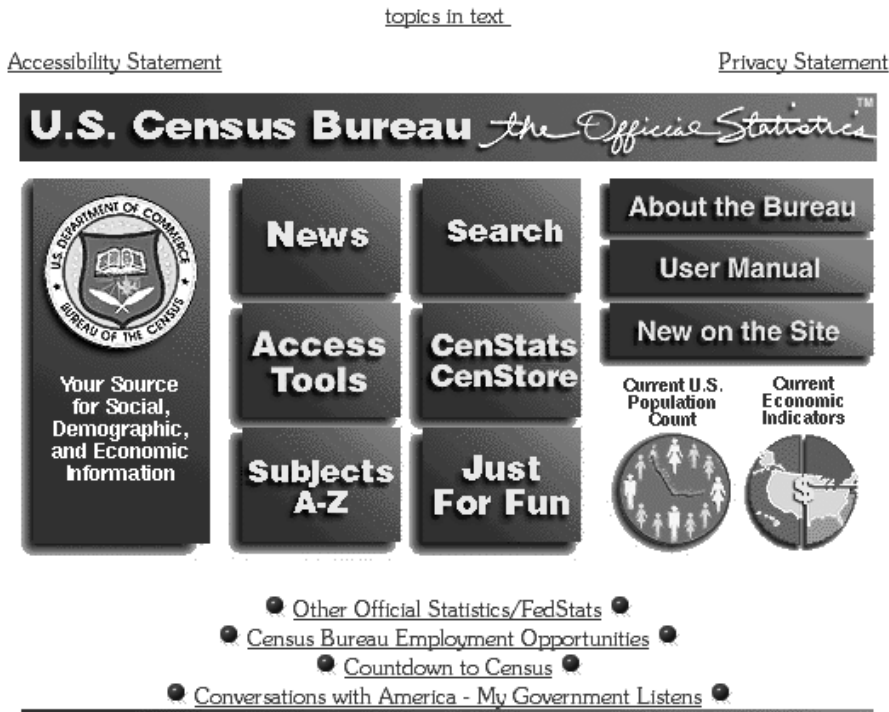 topics in text
Accessibility Statement
Privacy Statement
U.S. Census Bureau the Official Statistics™
U.S. DEPARTMENT OF COMMERCE
BUREAU OF THE CENSUS
Your Source
for Social,
Demographic,
and Economic
Information
News
Search
Access
Tools
CenStats
CenStore
Subjects
A-Z
Just
For Fun
About the Bureau
User Manual
New on the Site
Current U.S.
Population
Count
Current
Economic
Indicators
$
Other Official Statistics/FedStats
Census Bureau Employment Opportunities
Countdown to Census
Conversations with America - My Government Listens